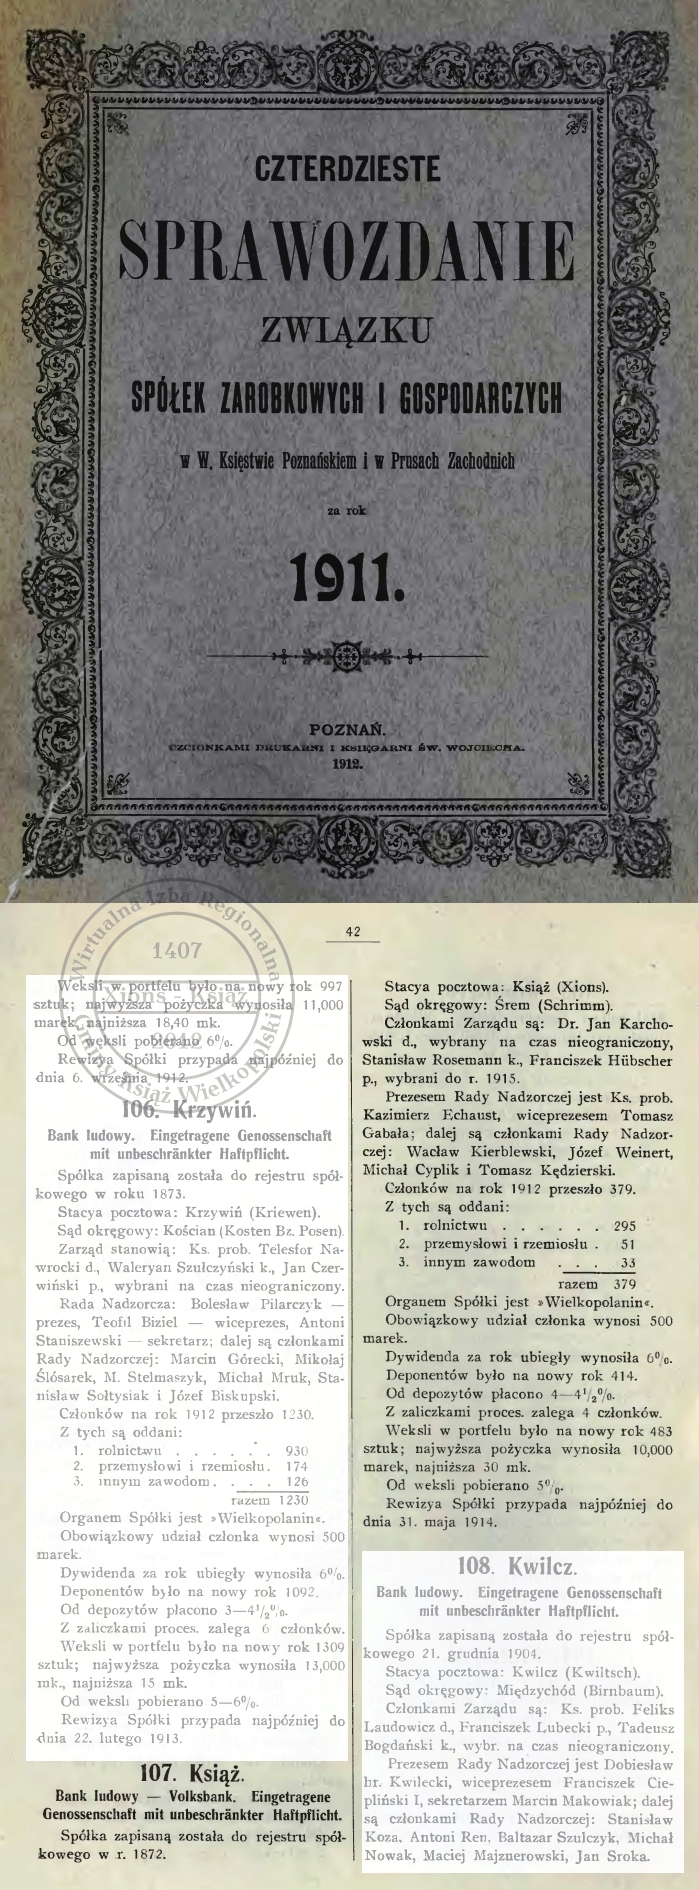 CZTERDZIESTE
SPRAWOZDANIE
ZWIĄZKU
SPÓŁEK ZAROBKOWYCH I GOSPODARCZYCH
w W. Księstwie Poznańskiem i w Prusach Zachodnich
za rok
1911.
POZNAŃ.
CZCIONKAMI DRUKARNI I KSIĘGARNI ŚW. WOJCIECHA.
1912.
Wirtualna Izba Regionalna
1407
Xions - Książ
Gminy Książ Wielkopolski
42
Weksli w portfelu było na nowy rok 997
sztuk; najwyższa pożyczka wynosiła 11,000
marek, najniższa 18,40 mk.
Od weksli pobierano 6%.
Rewizya Spółki przypada najpóźniej do
dnia 6. września 1912.
106. Krzywiń.
Bank ludowy. Eingetragene Genossenschaft
mit unbeschränkter Haftpflicht.
Spółka zapisaną została do rejestru spół-
kowego w roku 1873.
Stacya pocztowa: Krzywiń (Kriewen).
Sąd okręgowy: Kościan (Kosten Bz. Posen).
Zarząd stanowią: Ks. prob. Telesfor Na-
wrocki d., Waleryan Szułczyński k., Jan Czer-
wiński p., wybrani na czas nieograniczony.
Rada Nadzorcza: Bolesław Pilarczyk —
prezes, Teofil Biziel — wiceprezes, Antoni
Staniszewski — sekretarz; dalej są członkami
Rady Nadzorczej: Marcin Górecki, Mikołaj
Ślósarek, M. Stelmaszyk, Michał Mruk, Sta-
nisław Sołtysiak i Józef Biskupski.
Członków na rok 1912 przeszło 1230.
Z tych są oddani:
1. rolnictwu . . . . . . 930
2. przemysłowi i rzemiosłu. 174
3. innym zawodom. . . . 126
razem 1230
Organem Spółki jest »Wielkopolanin«.
Obowiązkowy udział członka wynosi 500
marek.
Dywidenda za rok ubiegły wynosiła 6%.
Deponentów było na nowy rok 1092.
Od depozytów płacono 3—4½%.
Z zaliczkami proces. zalega 6 członków.
Weksli w portfelu było na nowy rok 1309
sztuk; najwyższa pożyczka wynosiła 13,000
mk., najniższa 15 mk.
Od weksli pobierano 5—6%.
Rewizya Spółki przypada najpóźniej do
dnia 22. lutego 1913.
107. Książ.
Bank ludowy — Volksbank. Eingetragene
Genossenschaft mit unbeschränkter Haftpflicht.
Spółka zapisaną została do rejestru spół-
kowego w r. 1872.
Stacya pocztowa: Książ (Xions).
Sąd okręgowy: Śrem (Schrimm).
Członkami Zarządu są: Dr. Jan Karcho-
wski d., wybrany na czas nieograniczony,
Stanisław Rosemann k., Franciszek Hübscher
p., wybrani do r. 1915.
Prezesem Rady Nadzorczej jest Ks. prob.
Kazimierz Echaust, wiceprezesem Tomasz
Gabała; dalej są członkami Rady Nadzor-
czej: Wacław Kierblewski, Józef Weinert,
Michał Cyplik i Tomasz Kędzierski.
Członków na rok 1912 przeszło 379.
Z tych są oddani:
1. rolnictwu . . . . . . 295
2. przemysłowi i rzemiosłu . 51
3. innym zawodom . . . 33
razem 379
Organem Spółki jest »Wielkopolanin«.
Obowiązkowy udział członka wynosi 500
marek.
Dywidenda za rok ubiegły wynosiła 6%.
Deponentów było na nowy rok 414.
Od depozytów płacono 4—4½%.
Z zaliczkami proces. zalega 4 członków.
Weksli w portfelu było na nowy rok 483
sztuk; najwyższa pożyczka wynosiła 10,000
marek, najniższa 30 mk.
Od weksli pobierano 5%.
Rewizya Spółki przypada najpóźniej do
dnia 31. maja 1914.
108. Kwilcz.
Bank ludowy. Eingetragene Genossenschaft
mit unbeschränkter Haftpflicht.
Spółka zapisaną została do rejestru spół-
kowego 21. grudnia 1904.
Stacya pocztowa: Kwilcz (Kwiltsch).
Sąd okręgowy: Międzychód (Birnbaum).
Członkami Zarządu są: Ks. prob. Feliks
Laudowicz d., Franciszek Lubecki p., Tadeusz
Bogdański k., wybr. na czas nieograniczony.
Prezesem Rady Nadzorczej jest Dobiesław
hr. Kwilecki, wiceprezesem Franciszek Cie-
pliński I, sekretarzem Marcin Makowiak; dalej
są członkami Rady Nadzorczej: Stanisław
Koza, Antoni Ren, Baltazar Szulczyk, Michał
Nowak, Maciej Majznerowski, Jan Sroka.